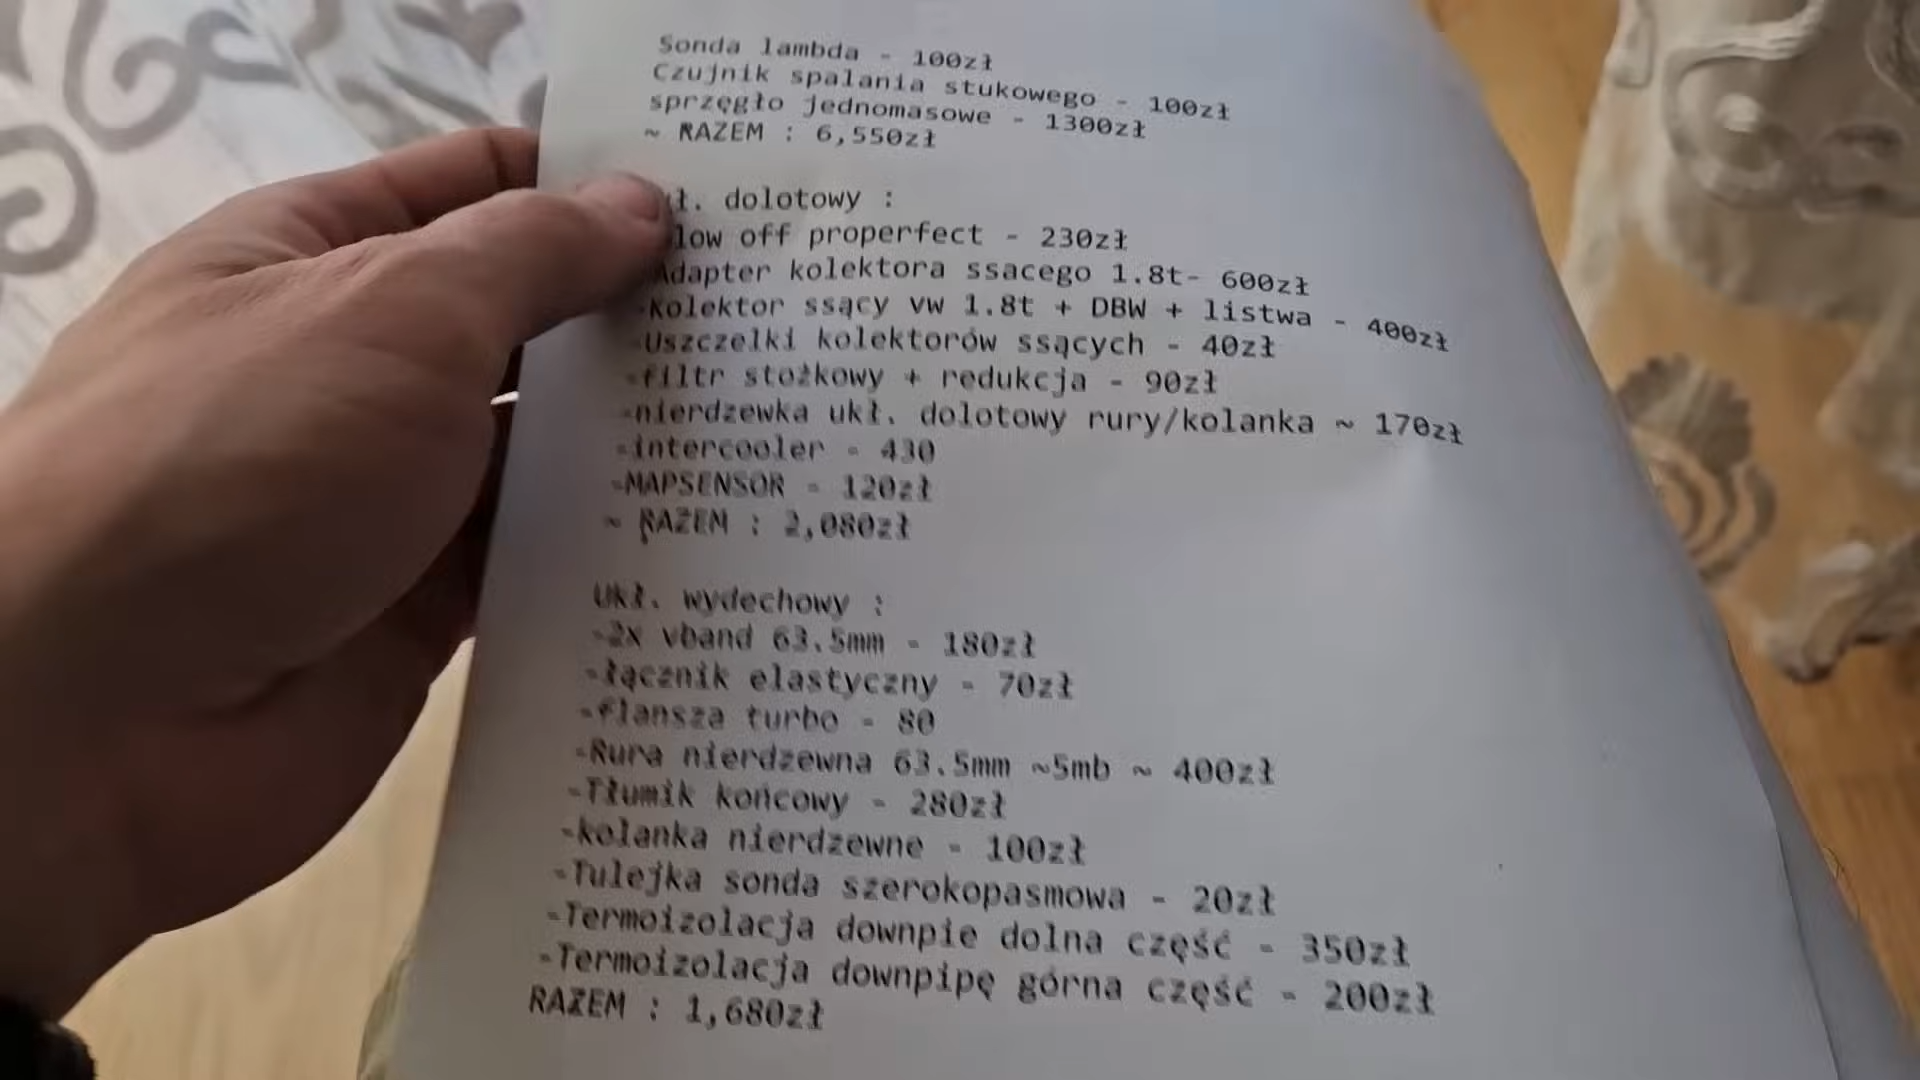 Sonda lambda - 100zł
Czujnik spalania stukowego - 100zł
sprzęgło jednomasowe - 1300zł
~ RAZEM : 6,550zł
ł. dolotowy :
low off properfect - 230zł
Adapter kolektora ssacego 1.8t- 600zł
-Kolektor ssący vw 1.8t + DBW + listwa - 400zł
-Uszczelki kolektorów ssących - 40zł
-filtr stożkowy + redukcja - 90zł
-nierdzewka ukł. dolotowy rury/kolanka ~ 170zł
-intercooler - 430
-MAPSENSOR - 120zł
~ RAZEM : 2,080zł
Ukł. wydechowy :
-2x vband 63.5mm - 180zł
-łącznik elastyczny - 70zł
-flansza turbo - 80
-Rura nierdzewna 63.5mm ~5mb ~ 400zł
-Tłumik końcowy - 280zł
-kolanka nierdzewne - 100zł
-Tulejka sonda szerokopasmowa - 20zł
-Termoizolacja downpie dolna część - 350zł
-Termoizolacja downpipę górna część - 200zł
RAZEM : 1,680zł